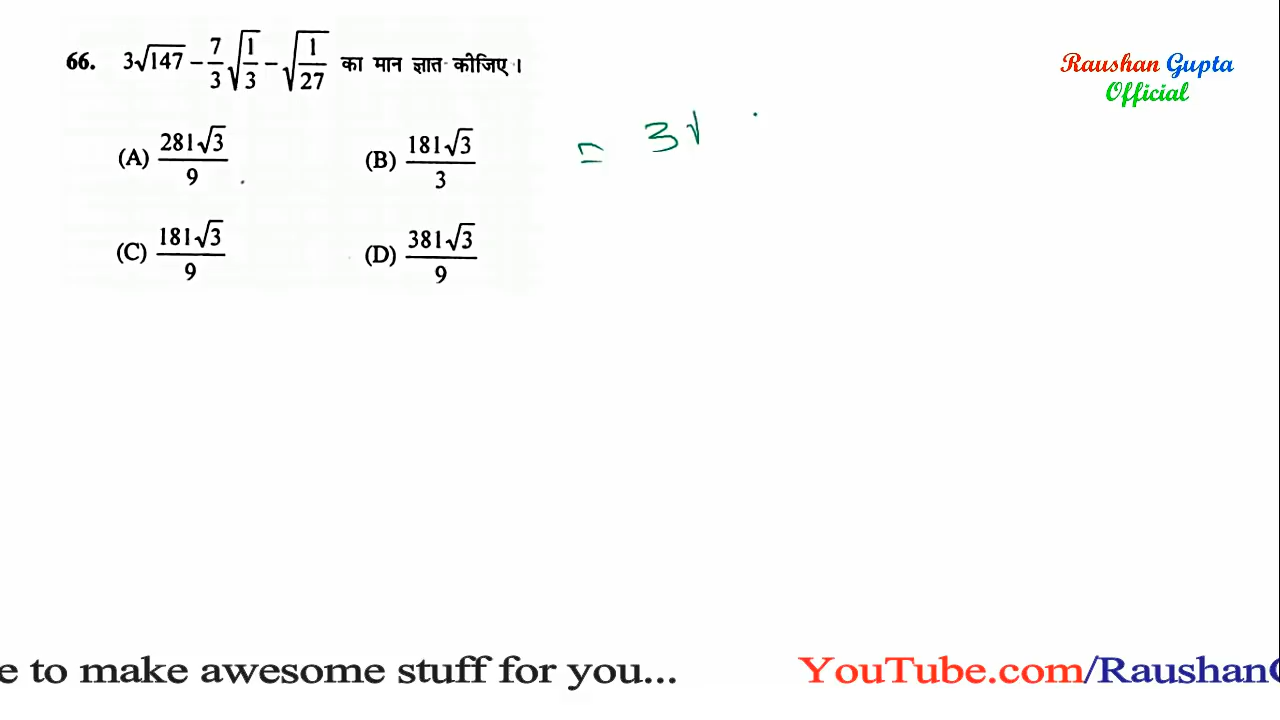 66. 3√147 − 7/3 √1/3 − √1/27 का मान ज्ञात कीजिए।
(A) 281√3/9 (B) 181√3/3
(C) 181√3/9 (D) 381√3/9
= 3√
Raushan Gupta
Official
e to make awesome stuff for you... YouTube.com/RaushanG